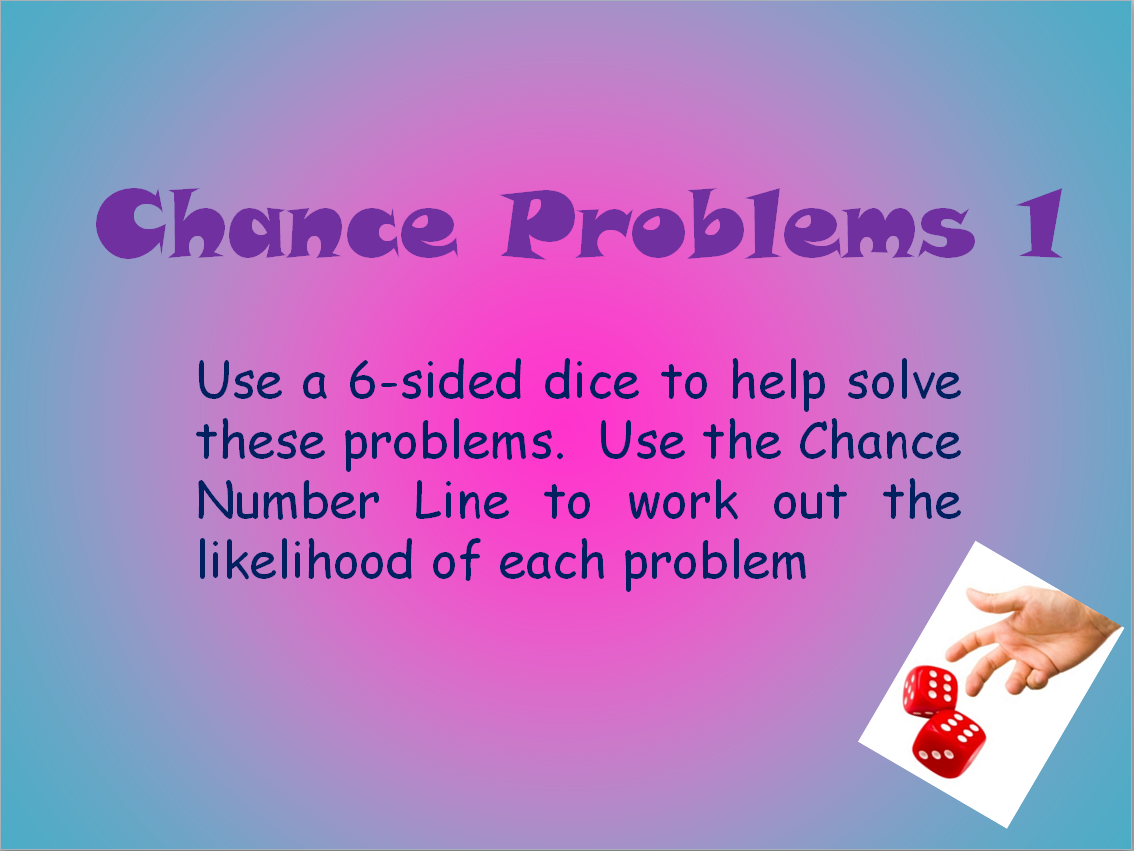 Chance Problems 1
Use a 6-sided dice to help solve
these problems.  Use the Chance
Number Line to work out the
likelihood of each problem